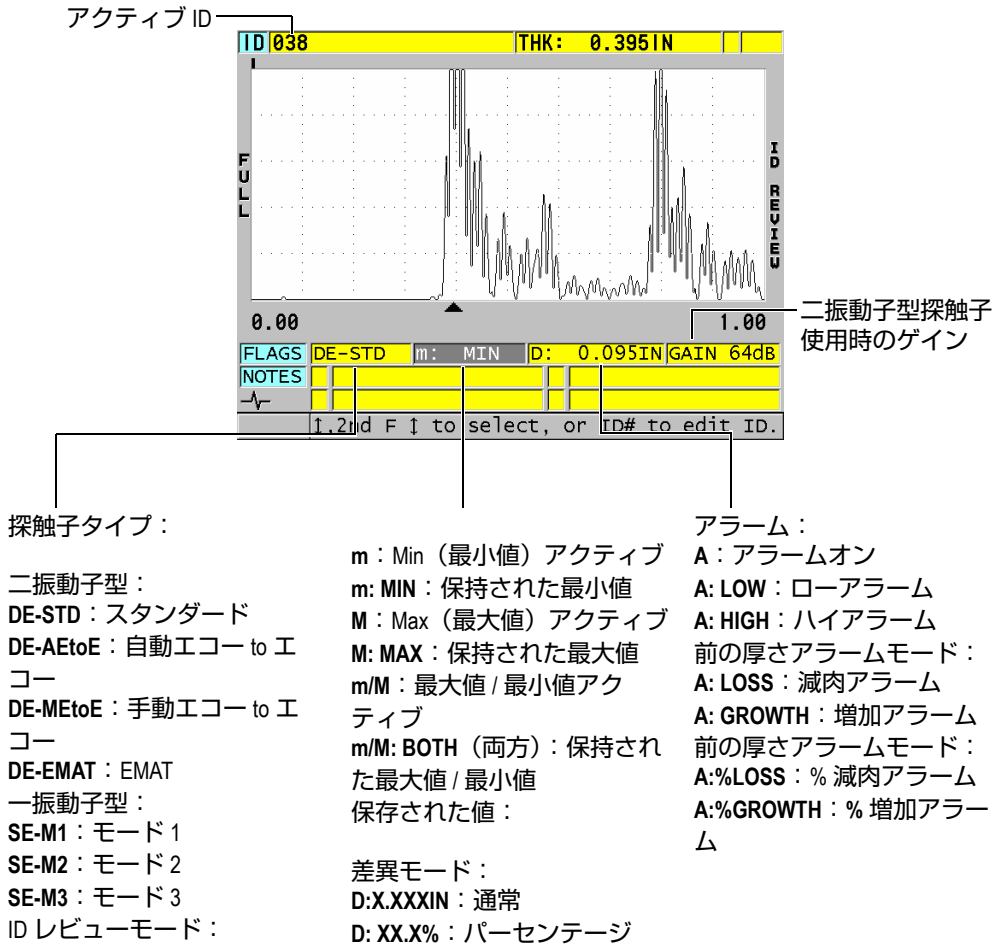 アクティブ ID
ID 038 THK: 0.395IN
FULL
ID REVIEW
0.00 1.00
二振動子型探触子
使用時のゲイン
FLAGS DE-STD m: MIN D: 0.095IN GAIN 64dB
NOTES
↕,2nd F ↕ to select, or ID# to edit ID.
探触子タイプ：
二振動子型：
DE-STD：スタンダード
DE-AEtoE：自動エコー to エ
コー
DE-MEtoE：手動エコー to エ
コー
DE-EMAT：EMAT
一振動子型：
SE-M1：モード 1
SE-M2：モード 2
SE-M3：モード 3
ID レビューモード：
m：Min（最小値）アクティブ
m: MIN：保持された最小値
M：Max（最大値）アクティブ
M: MAX：保持された最大値
m/M：最大値 / 最小値アク
ティブ
m/M: BOTH（両方）：保持され
た最大値 / 最小値
保存された値：
差異モード：
D:X.XXXIN：通常
D: XX.X%：パーセンテージ
アラーム：
A：アラームオン
A: LOW：ローアラーム
A: HIGH：ハイアラーム
前の厚さアラームモード：
A: LOSS：減肉アラーム
A: GROWTH：増加アラーム
前の厚さアラームモード：
A:%LOSS：% 減肉アラーム
A:%GROWTH：% 増加アラー
ム